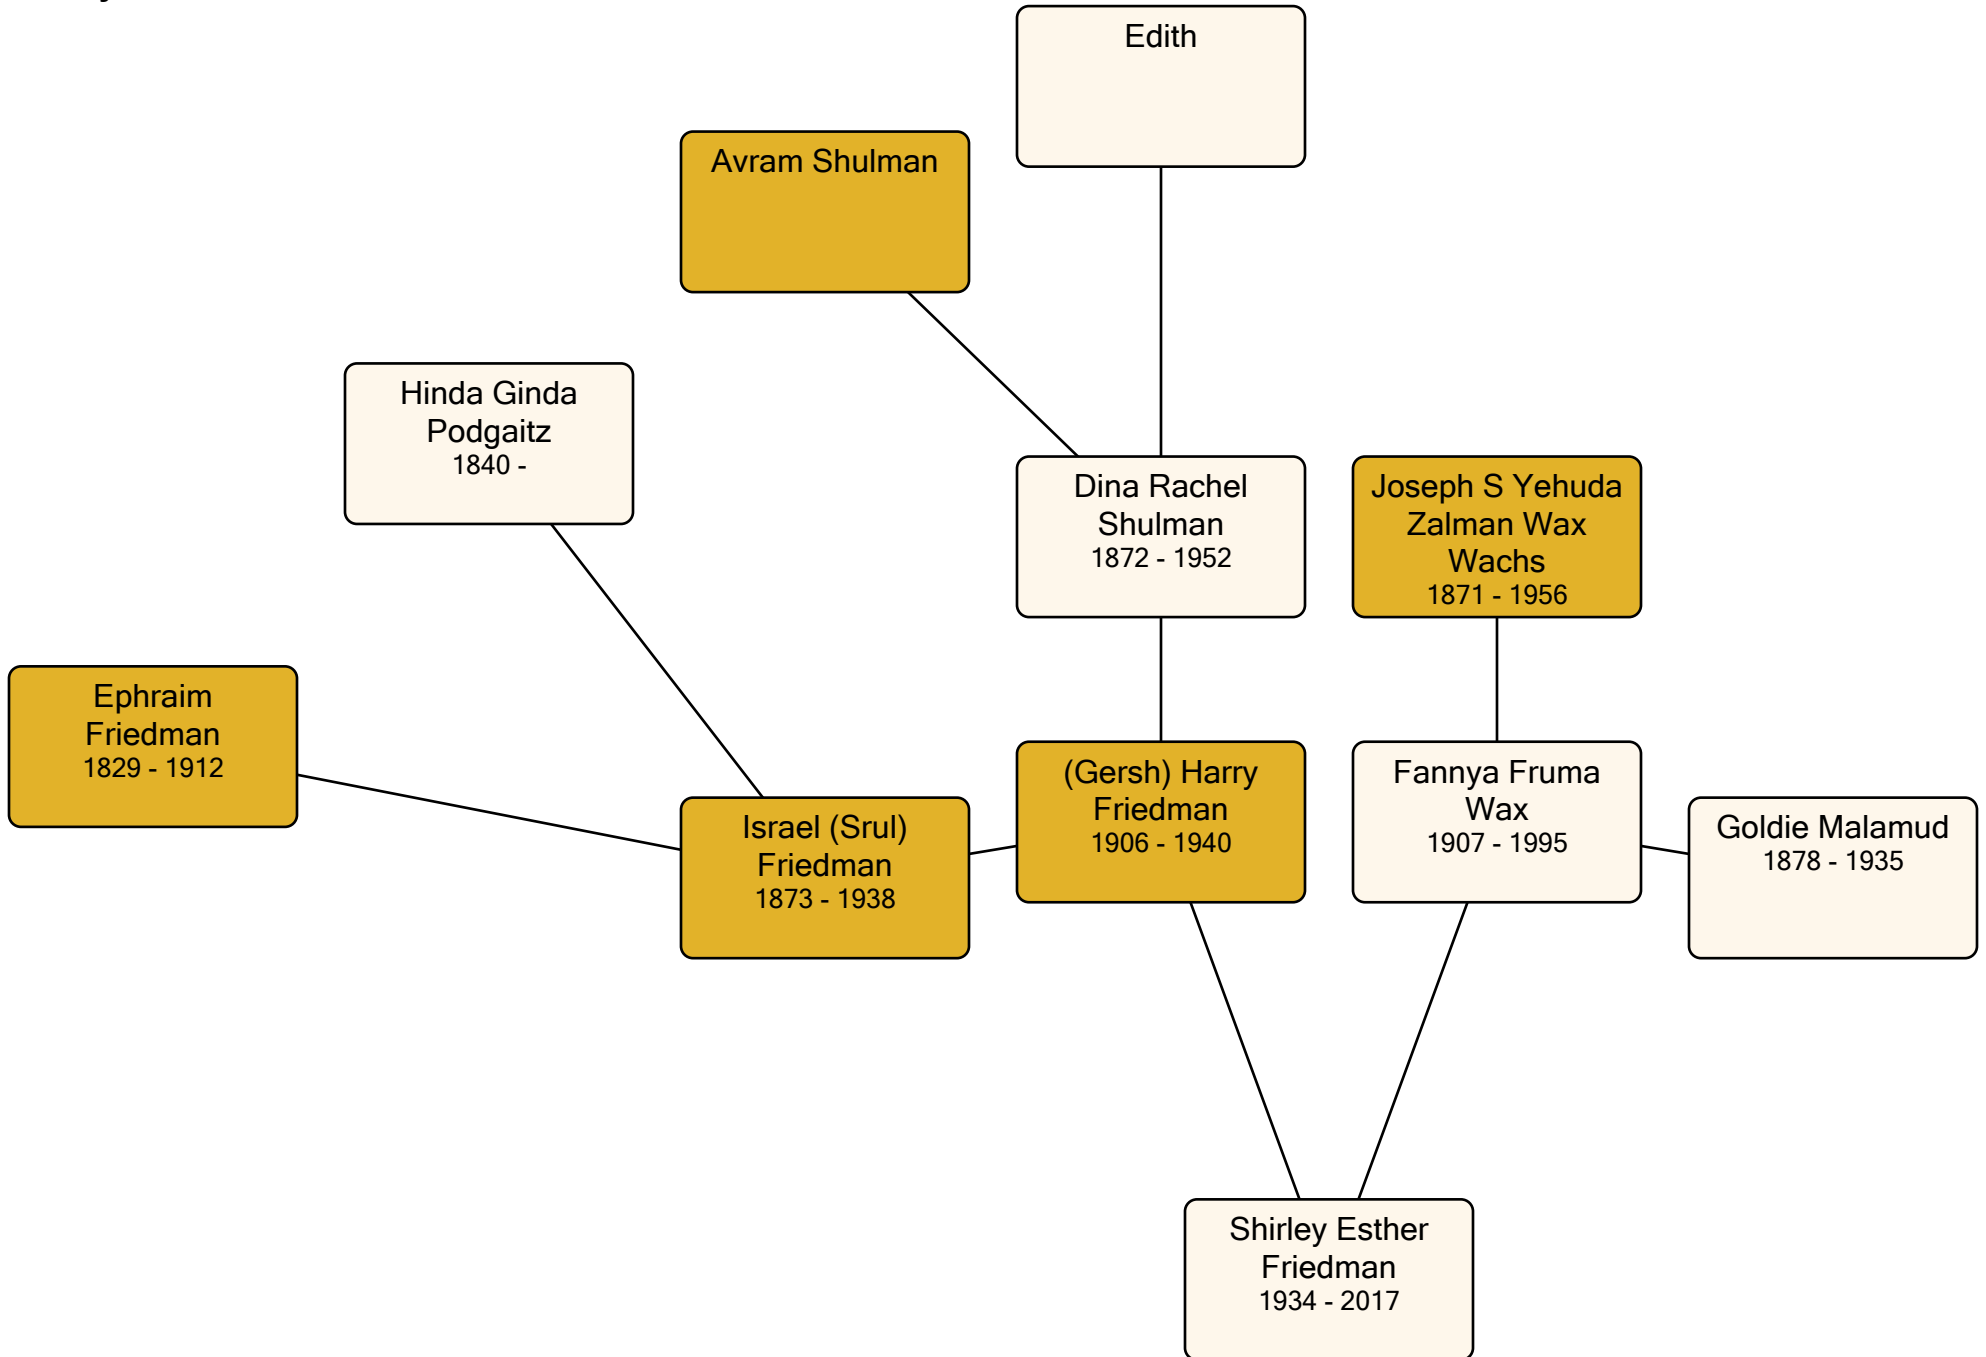 Edith
Avram Shulman
Hinda Ginda
Podgaitz
1840 -
Dina Rachel
Shulman
1872 - 1952
Joseph S Yehuda
Zalman Wax
Wachs
1871 - 1956
Ephraim
Friedman
1829 - 1912
Israel (Srul)
Friedman
1873 - 1938
(Gersh) Harry
Friedman
1906 - 1940
Fannya Fruma
Wax
1907 - 1995
Goldie Malamud
1878 - 1935
Shirley Esther
Friedman
1934 - 2017